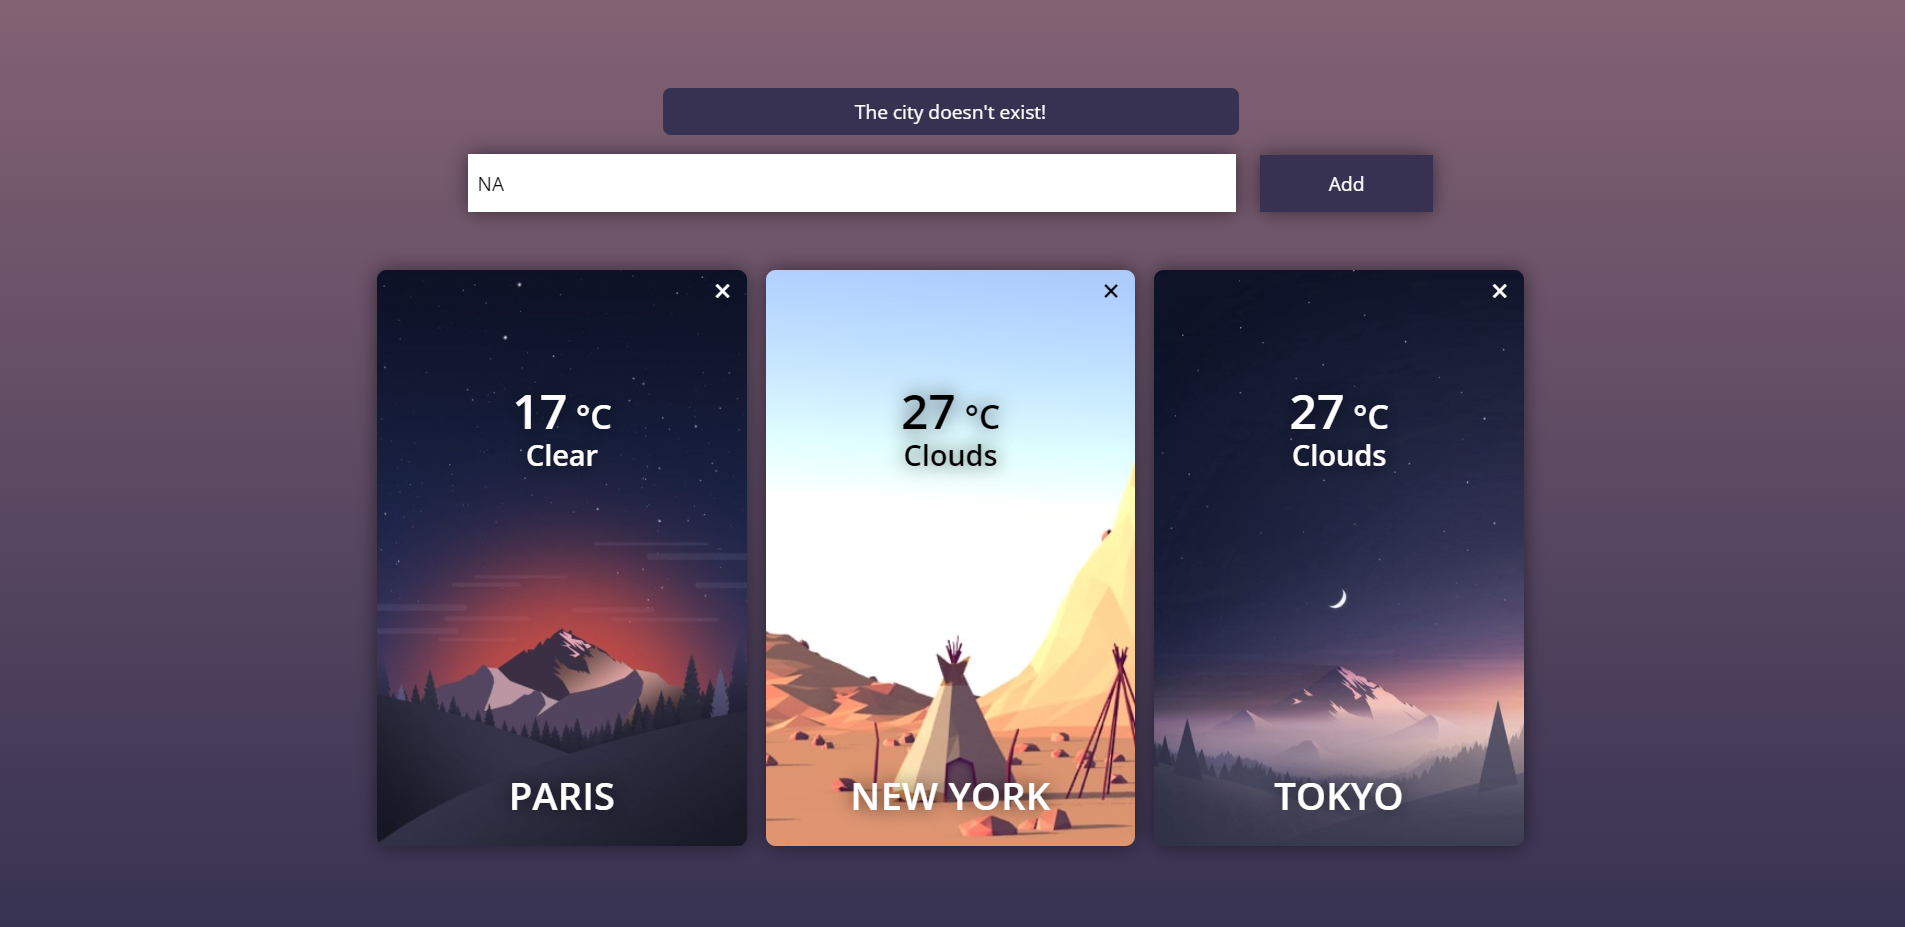 The city doesn't exist!
NA
Add
✕
17 °C
Clear
PARIS
✕
27 °C
Clouds
NEW YORK
✕
27 °C
Clouds
TOKYO